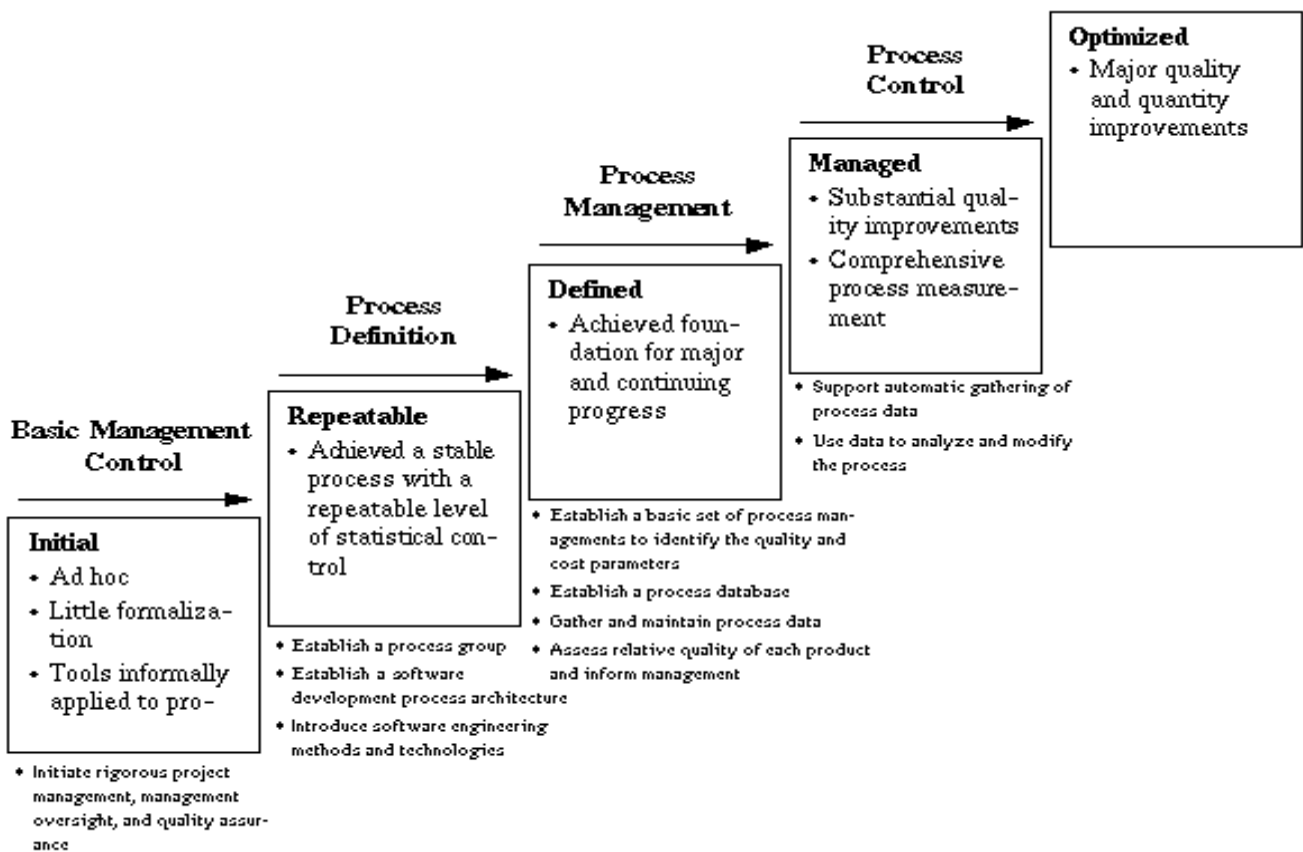 Basic Management
Control
Initial
• Ad hoc
• Little formaliza-
tion
• Tools informally
applied to pro-
• Initiate rigorous project
management, management
oversight, and quality assur-
ance
Process
Definition
Repeatable
• Achieved a stable
process with a
repeatable level
of statistical con-
trol
• Establish a process group
• Establish a software
development process architecture
• Introduce software engineering
methods and technologies
Process
Management
Defined
• Achieved foun-
dation for major
and continuing
progress
• Establish a basic set of process man-
agements to identify the quality and
cost parameters
• Establish a process database
• Gather and maintain process data
• Assess relative quality of each product
and inform management
Process
Control
Managed
• Substantial qual-
ity improvements
• Comprehensive
process measure-
ment
• Support automatic gathering of
process data
• Use data to analyze and modify
the process
Optimized
• Major quality
and quantity
improvements